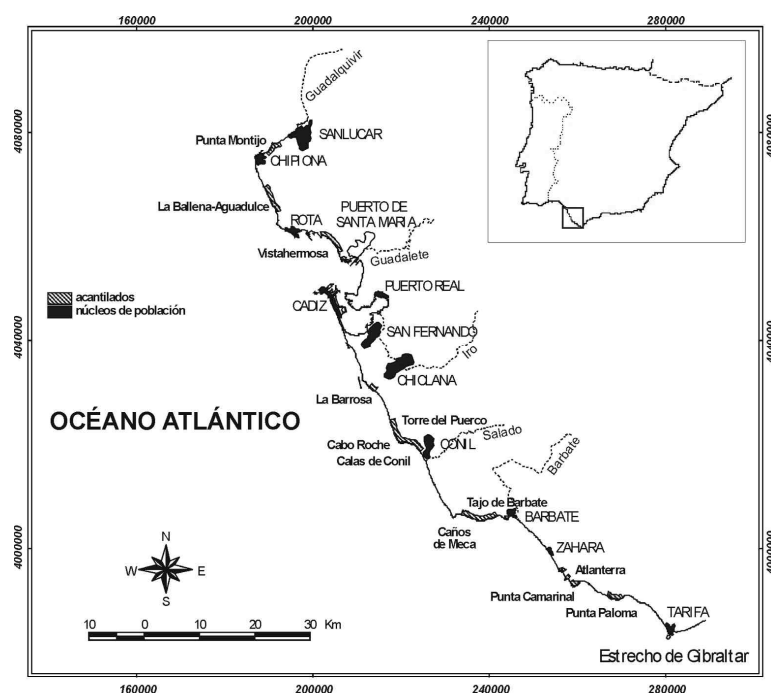 160000 200000 240000 280000
Guadalquivir
4080000
4080000
SANLUCAR
Punta Montijo
CHIPIONA
La Ballena-Aguadulce
PUERTO DE
SANTA MARIA
ROTA
Vistahermosa
Guadalete
acantilados
núcleos de población
PUERTO REAL
CADIZ
SAN FERNANDO
4040000
4040000
Iro
CHICLANA
La Barrosa
OCÉANO ATLÁNTICO
Torre del Puerco
Salado
Cabo Roche
CONIL
Calas de Conil
Barbate
Tajo de Barbate
BARBATE
Caños
de Meca
ZAHARA
4000000
4000000
N
W E
S
Atlanterra
Punta Camarinal
Punta Paloma
TARIFA
10 0 10 20 30 Km
Estrecho de Gibraltar
160000 200000 240000 280000